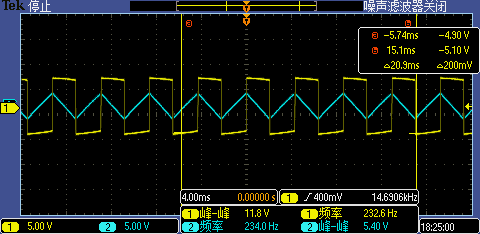 Tek 停止 噪声滤波器关闭
a -5.74ms -4.90 V
b 15.1ms -5.10 V
△20.9ms △200mV
1
4.00ms 0.00000 s 1 ∫ 400mV 14.6906kHz
1 峰-峰 11.8 V 1 频率 232.6 Hz
1 5.00 V 2 5.00 V 2 频率 234.0 Hz 2 峰-峰 5.40 V 18:25:00